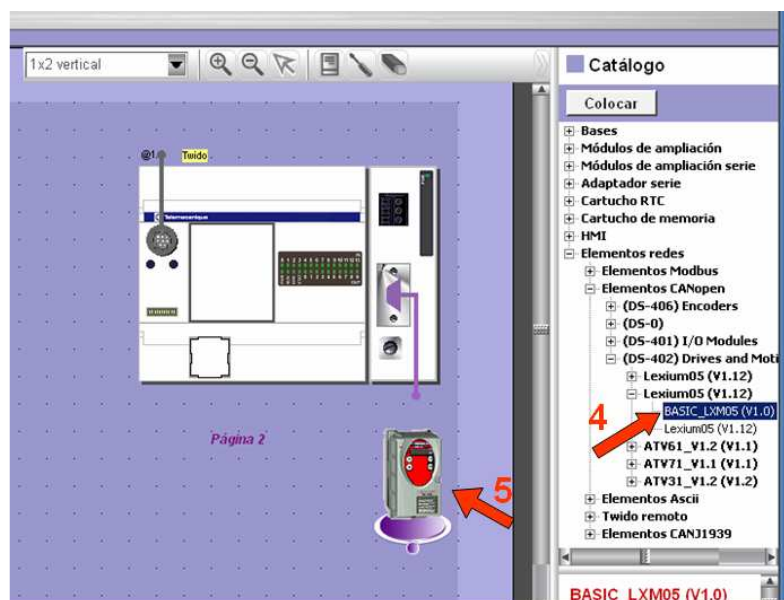 1x2 vertical
Catálogo
Colocar
Bases
Módulos de ampliación
Módulos de ampliación serie
Adaptador serie
Cartucho RTC
Cartucho de memoria
HMI
Elementos redes
Elementos Modbus
Elementos CANopen
(DS-406) Encoders
(DS-0)
(DS-401) I/O Modules
(DS-402) Drives and Moti
Lexium05 (V1.12)
Lexium05 (V1.12)
BASIC_LXM05 (V1.0)
Lexium05 (V1.12)
ATV61_V1.2 (V1.1)
ATV71_V1.1 (V1.1)
ATV31_V1.2 (V1.2)
Elementos Ascii
Twido remoto
Elementos CANJ1939
BASIC_LXM05 (V1.0)
Twido
Telemecanique
Página 2
4
5